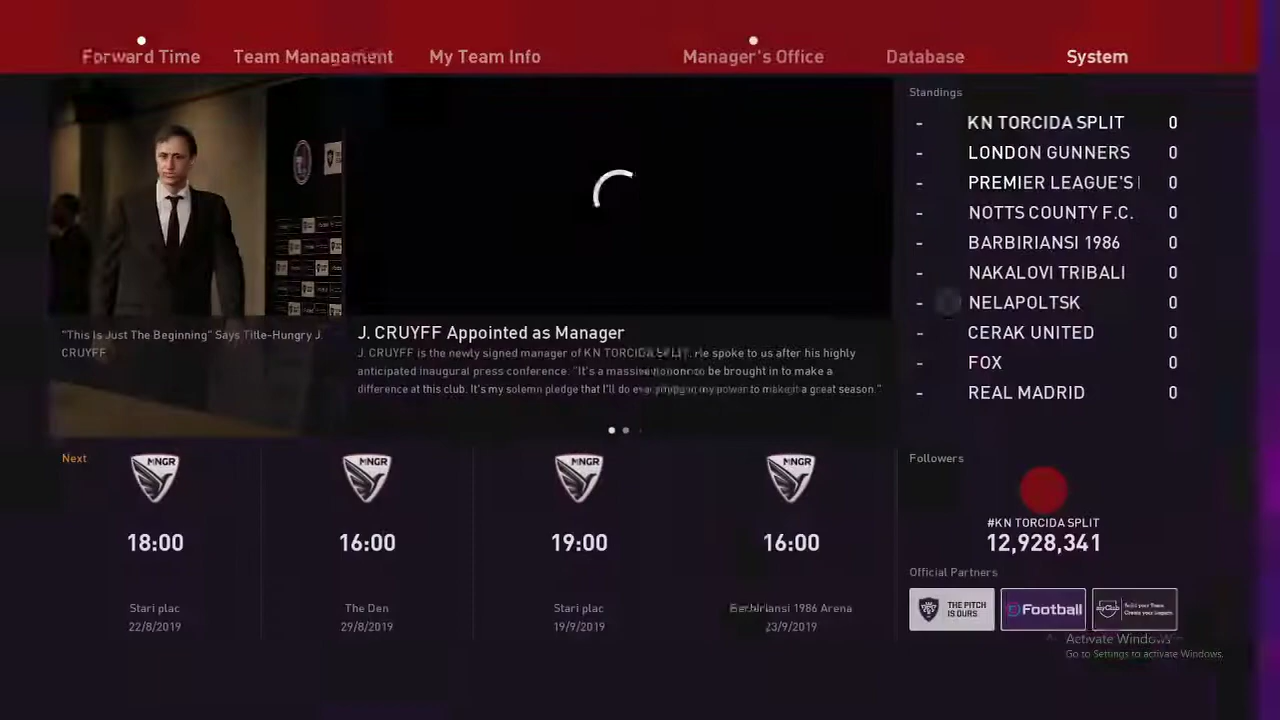 Forward Time Team Managament My Team Info Manager's Office Database System
Standings
- KN TORCIDA SPLIT 0
- LONDON GUNNERS 0
- PREMIER LEAGUE'S 0
- NOTTS COUNTY F.C. 0
- BARBIRIANSI 1986 0
- NAKALOVI TRIBALI 0
- NELAPOLTSK 0
- CERAK UNITED 0
- FOX 0
- REAL MADRID 0
"This Is Just The Beginning" Says Title-Hungry J.
CRUYFF
J. CRUYFF Appointed as Manager
J. CRUYFF is the newly signed manager of KN TORCIDA He spoke to us after his highly
anticipated inaugural press conference. "It's a massive to be brought in to make a
difference at this club. It's my solemn pledge that I'll do my power to make it a great season."
Next
MNGR MNGR MNGR MNGR
18:00 16:00 19:00 16:00
Stari plac The Den Stari plac Barbiriansi 1986 Arena
22/8/2019 29/8/2019 19/9/2019 23/9/2019
Followers
#KN TORCIDA SPLIT
12,928,341
Official Partners
THE PITCH
IS OURS
eFootball
myClub
Build your Team.
Activate Windows
Go to Settings to activate Windows.